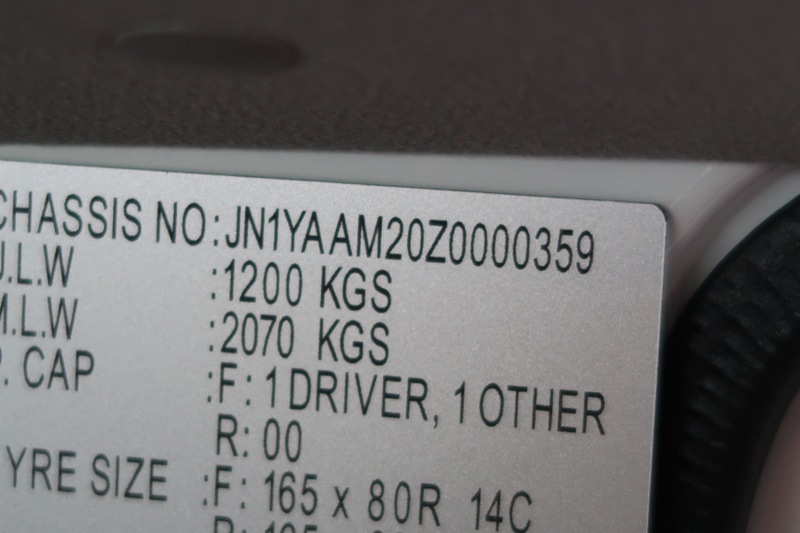 CHASSIS NO:JN1YAAM20Z0000359
.L.W :1200 KGS
M.L.W :2070 KGS
. CAP :F: 1 DRIVER, 1 OTHER
R: 00
YRE SIZE :F: 165 x 80R 14C